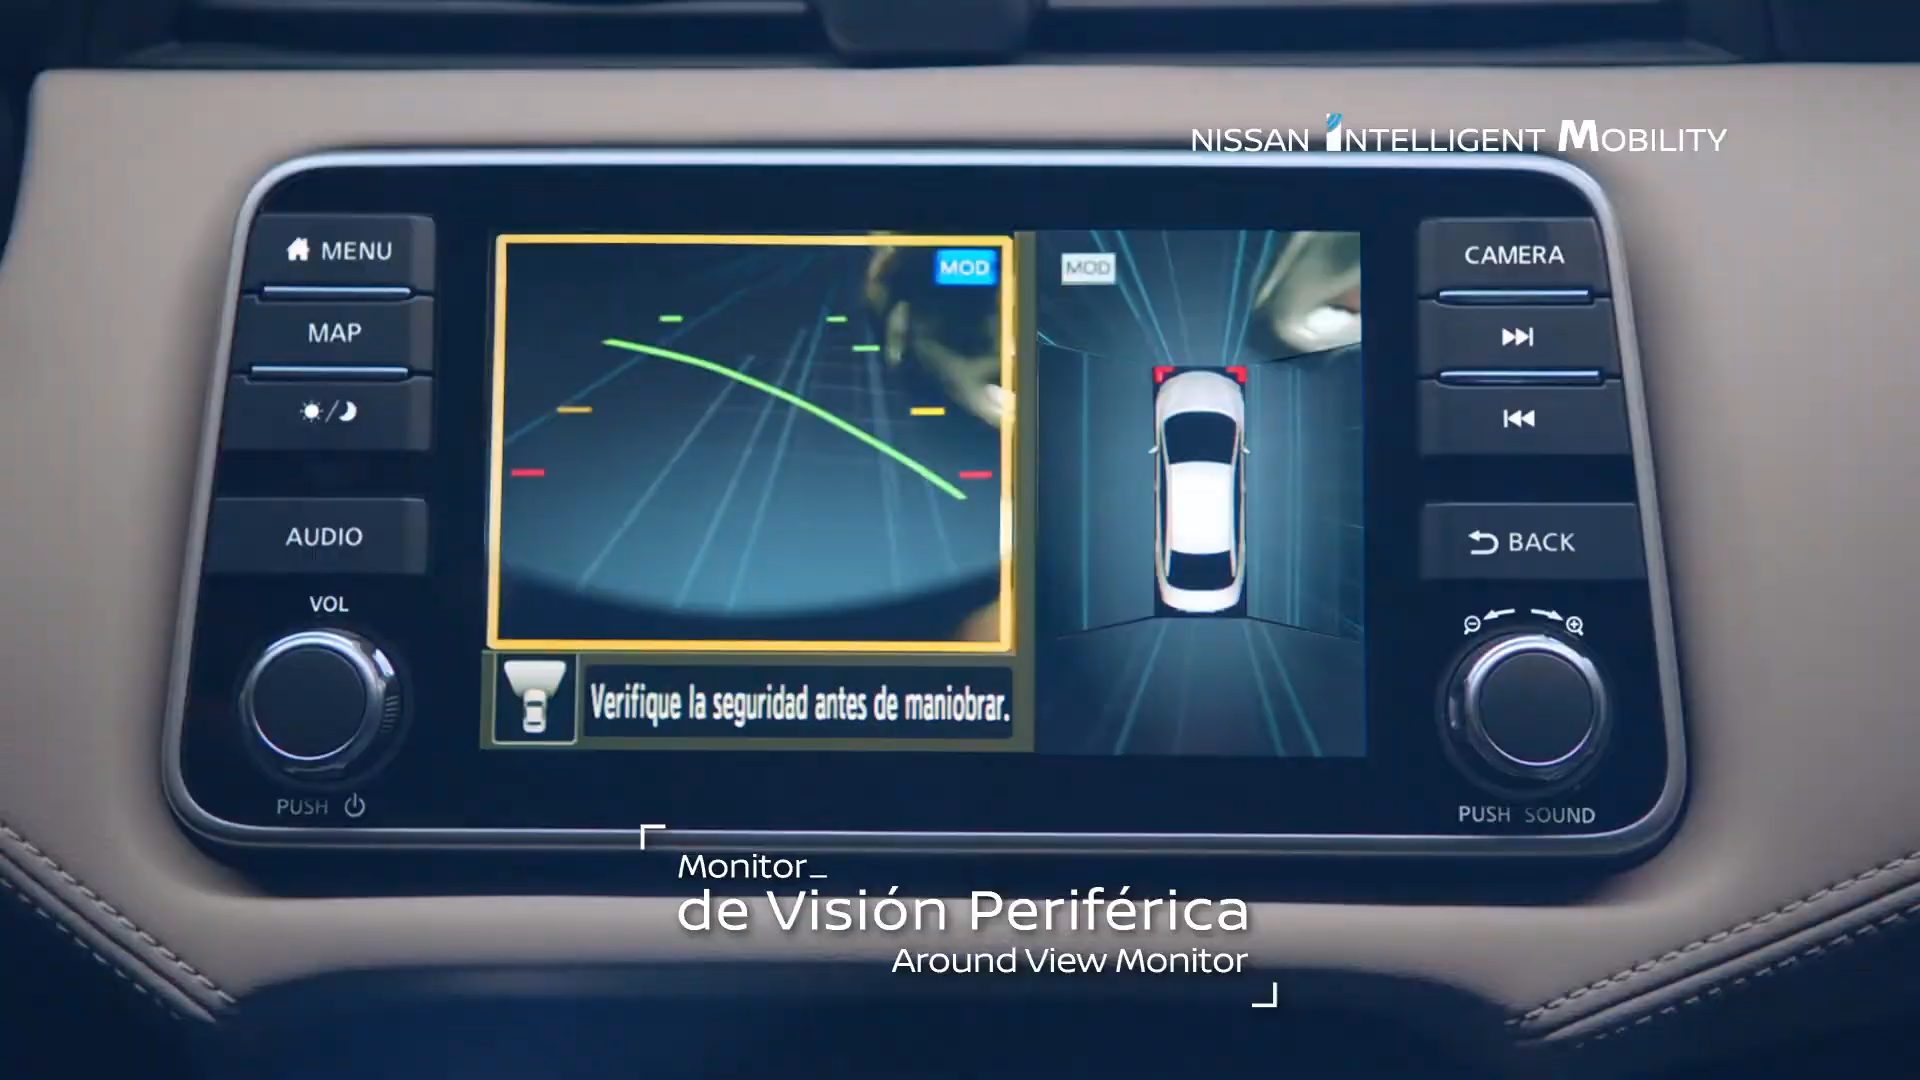 NISSAN INTELLIGENT MOBILITY
MENU
MAP
AUDIO
VOL
PUSH
MOD
MOD
Verifique la seguridad antes de maniobrar.
CAMERA
BACK
PUSH SOUND
Monitor_
de Visión Periférica
Around View Monitor